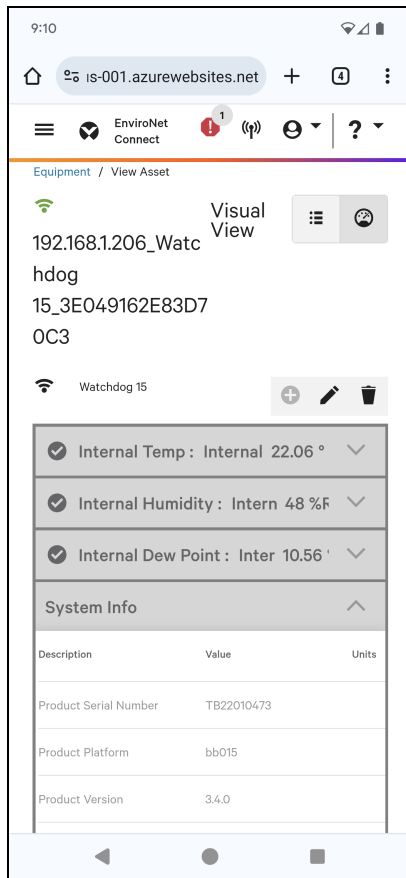 9:10
ıs-001.azurewebsites.net
4
EnviroNet
Connect
1
?
Equipment / View Asset
Visual
View
192.168.1.206_Watc
hdog
15_3E049162E83D7
0C3
Watchdog 15
Internal Temp : Internal 22.06 °
Internal Humidity : Intern 48 %R
Internal Dew Point : Inter 10.56 °
System Info
Description Value Units
Product Serial Number TB22010473
Product Platform bb015
Product Version 3.4.0